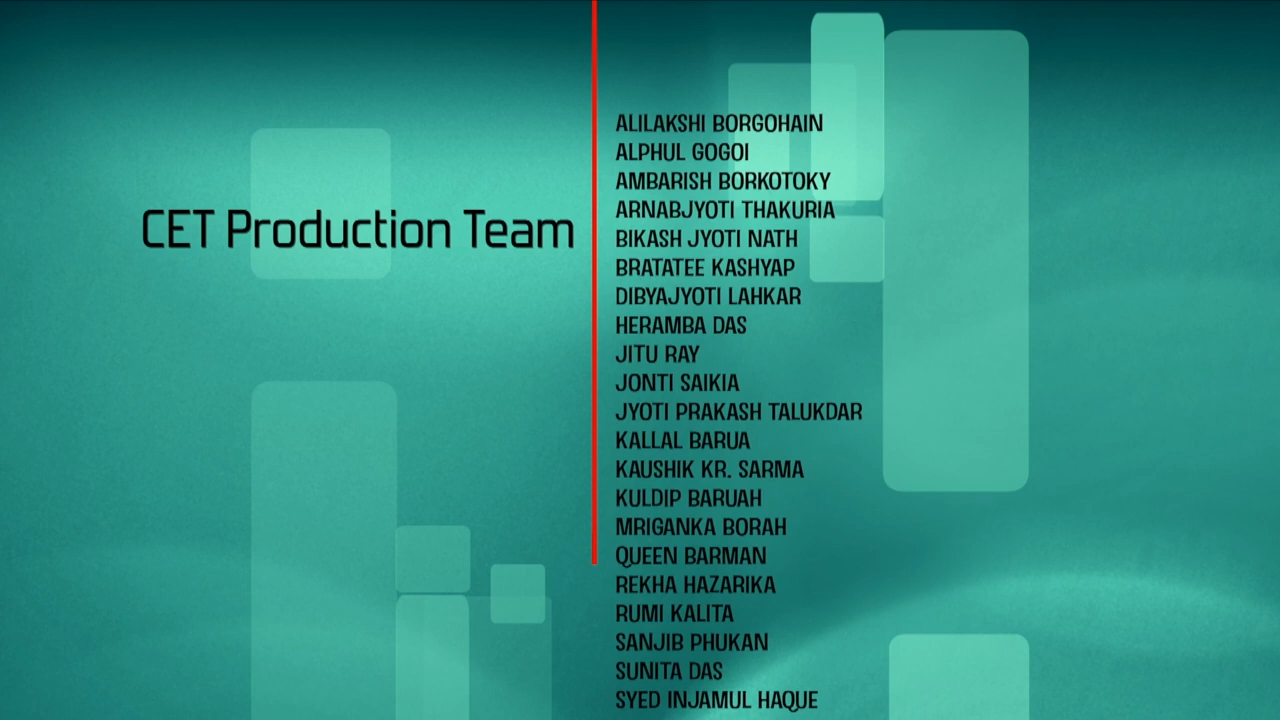 CET Production Team
ALILAKSHI BORGOHAIN
ALPHUL GOGOI
AMBARISH BORKOTOKY
ARNABJYOTI THAKURIA
BIKASH JYOTI NATH
BRATATEE KASHYAP
DIBYAJYOTI LAHKAR
HERAMBA DAS
JITU RAY
JONTI SAIKIA
JYOTI PRAKASH TALUKDAR
KALLAL BARUA
KAUSHIK KR. SARMA
KULDIP BARUAH
MRIGANKA BORAH
QUEEN BARMAN
REKHA HAZARIKA
RUMI KALITA
SANJIB PHUKAN
SUNITA DAS
SYED INJAMUL HAQUE